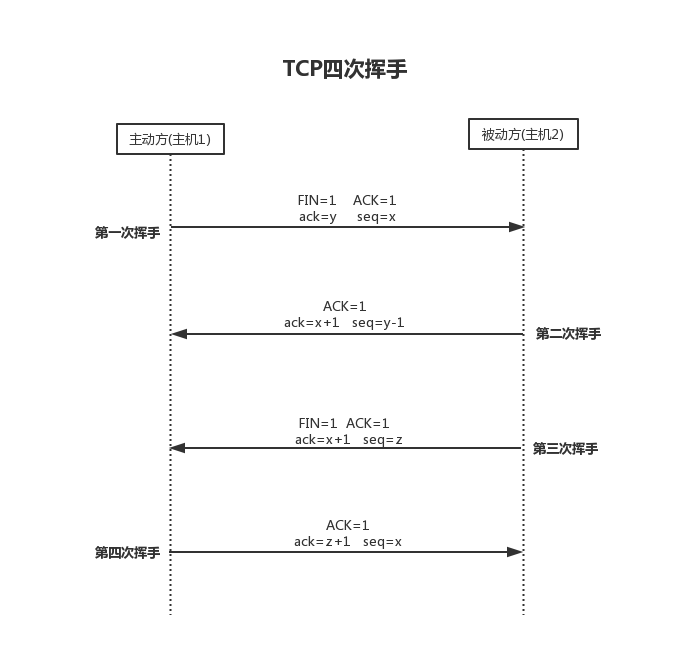 TCP四次挥手
主动方(主机1)
被动方(主机2)
FIN=1 ACK=1
ack=y seq=x
第一次挥手
ACK=1
ack=x+1 seq=y-1
第二次挥手
FIN=1 ACK=1
ack=x+1 seq=z
第三次挥手
ACK=1
ack=z+1 seq=x
第四次挥手